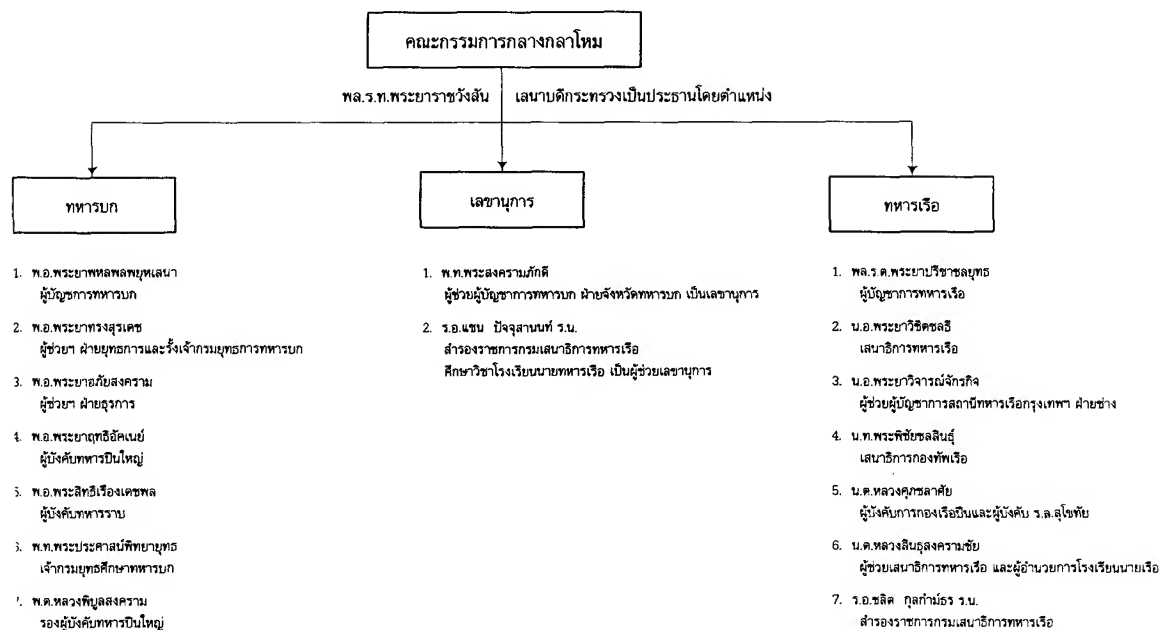 คณะกรรมการกลางกลาโหม
พล.ร.ท.พระยาราชวังสัน เสนาบดีกระทรวงเป็นประธานโดยตำแหน่ง
ทหารบก
1. พ.อ.พระยาพหลพลพยุหเสนา
ผู้บัญชการทหารบก
2. พ.อ.พระยาทรงสุรเดช
ผู้ช่วยฯ ฝ่ายยุทธการและรั้งเจ้ากรมยุทธการทหารบก
3. พ.อ.พระยาอภัยสงคราม
ผู้ช่วยฯ ฝ่ายธุรการ
4. พ.อ.พระยาฤทธิอัคเนย์
ผู้บังคับทหารปืนใหญ่
5. พ.อ.พระสิทธิเรืองเดชพล
ผู้บังคับทหารราบ
6. พ.ท.พระประศาสน์พิทยายุทธ
เจ้ากรมยุทธศึกษาทหารบก
7. พ.ต.หลวงพิบูลสงคราม
รองผู้บังคับทหารปืนใหญ่
เลขานุการ
1. พ.ท.พระสงครามภักดี
ผู้ช่วยผู้บัญชาการทหารบก ฝ่ายจังหวัดทหารบก เป็นเลขานุการ
2. ร.อ.แชน ปัจจุสานนท์ ร.น.
สำรองราชการกรมเสนาธิการทหารเรือ
ศึกษาวิชาโรงเรียนนายทหารเรือ เป็นผู้ช่วยเลขานุการ
ทหารเรือ
1. พล.ร.ต.พระยาปรีชาชลยุทธ
ผู้บัญชาการทหารเรือ
2. น.อ.พระยาวิชิตชลธี
เสนาธิการทหารเรือ
3. น.อ.พระยาวิจารณ์จักรกิจ
ผู้ช่วยผู้บัญชาการสถานีทหารเรือกรุงเทพฯ ฝ่ายช่าง
4. น.ท.พระพิชัยชลสินธุ์
เสนาธิการกองทัพเรือ
5. น.ต.หลวงศุภชลาศัย
ผู้บังคับการกองเรือปืนและผู้บังคับ ร.ล.สุโขทัย
6. น.ต.หลวงสินธุสงครามชัย
ผู้ช่วยเสนาธิการทหารเรือ และผู้อำนวยการโรงเรียนนายเรือ
7. ร.อ.ชลิต กุลกำม์ธร ร.น.
สำรองราชการกรมเสนาธิการทหารเรือ